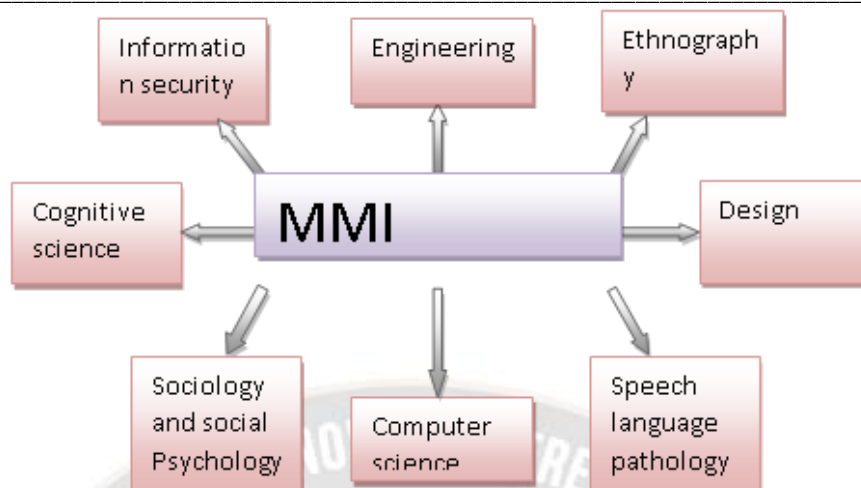 Informatio
n security
Engineering
Ethnograph
y
Cognitive
science
MMI
Design
Sociology
and social
Psychology
Computer
science
Speech
language
pathology